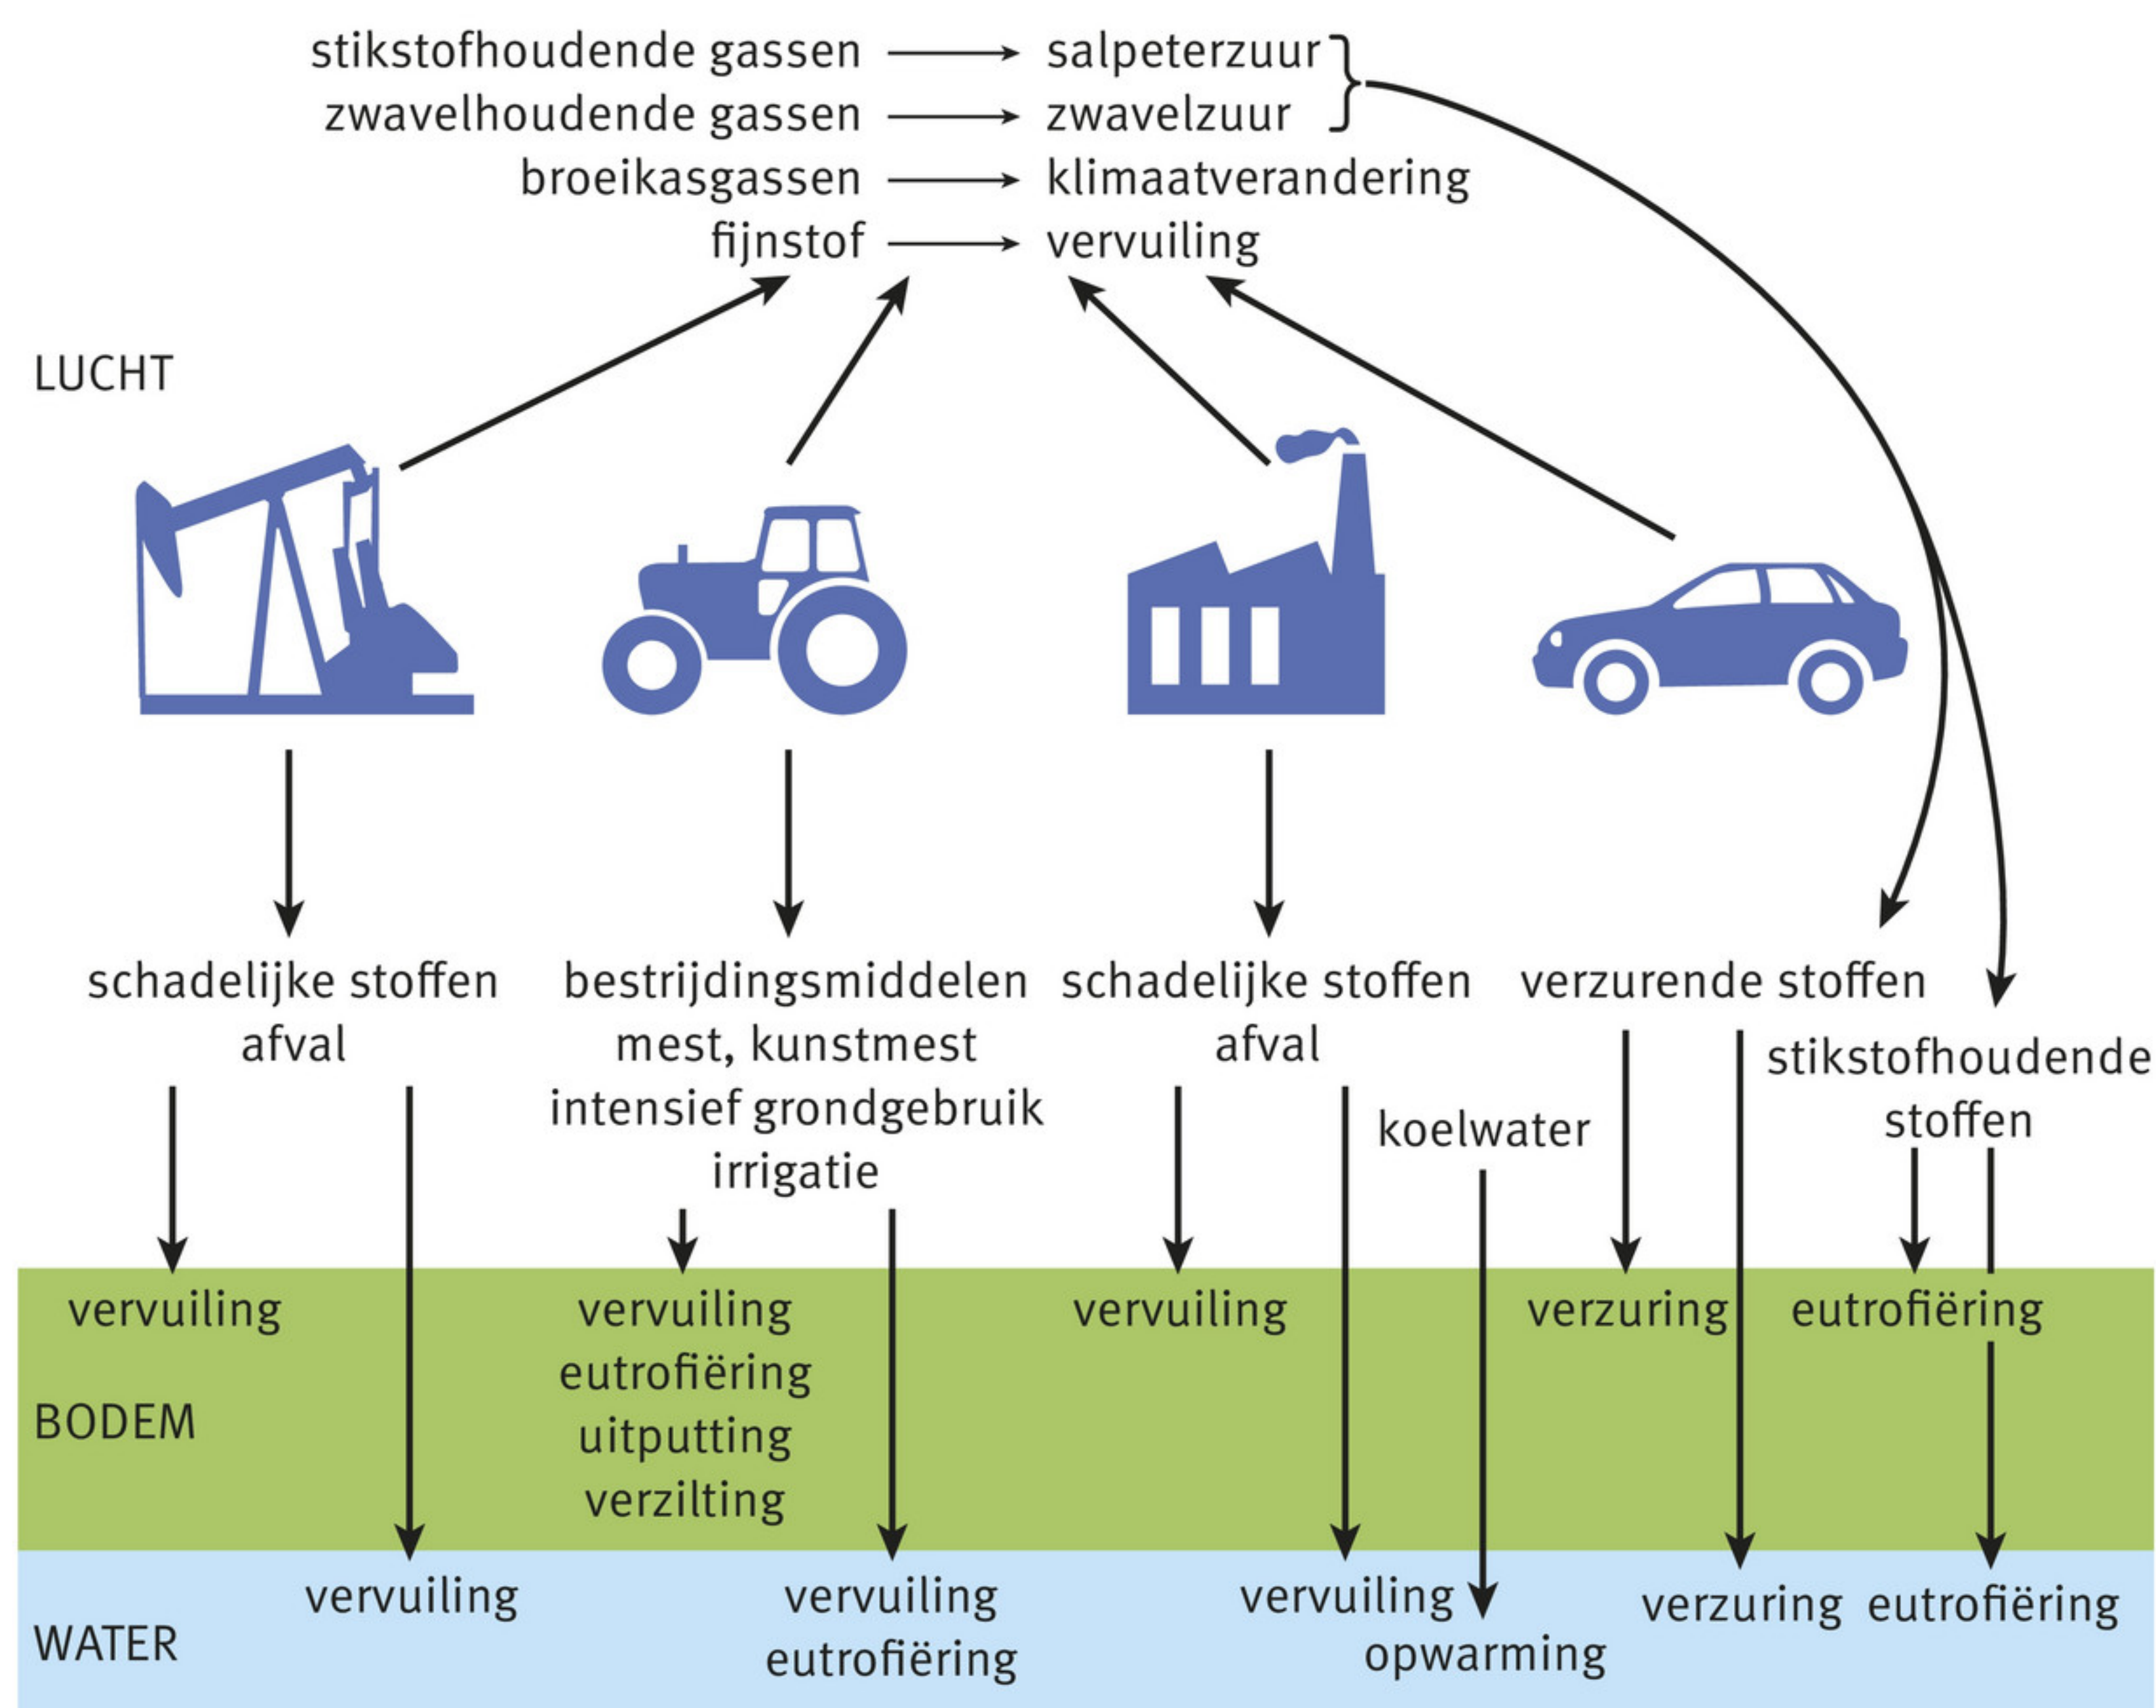 stikstofhoudende gassen → salpeterzuur
zwavelhoudende gassen → zwavelzuur
broeikasgassen → klimaatverandering
fijnstof → vervuiling
LUCHT
schadelijke stoffen
afval
bestrijdingsmiddelen
mest, kunstmest
intensief grondgebruik
irrigatie
schadelijke stoffen
afval
koelwater
verzurende stoffen
stikstofhoudende
stoffen
vervuiling
vervuiling
eutrofiëring
uitputting
verzilting
vervuiling
verzuring
eutrofiëring
BODEM
vervuiling
vervuiling
eutrofiëring
vervuiling
opwarming
verzuring
eutrofiëring
WATER